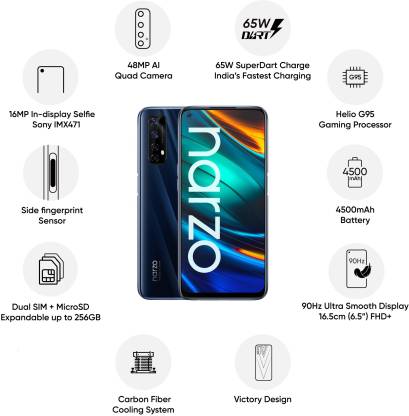 65W
DART
48MP AI
Quad Camera
65W SuperDart Charge
India's Fastest Charging
G95
16MP In-display Selfie
Sony IMX471
Helio G95
Gaming Processor
narzo
4500
mAh
Side fingerprint
Sensor
4500mAh
Battery
90Hz
narzo
Dual SIM + MicroSD
Expandable up to 256GB
90Hz Ultra Smooth Display
16.5cm (6.5") FHD+
Carbon Fiber
Cooling System
Victory Design